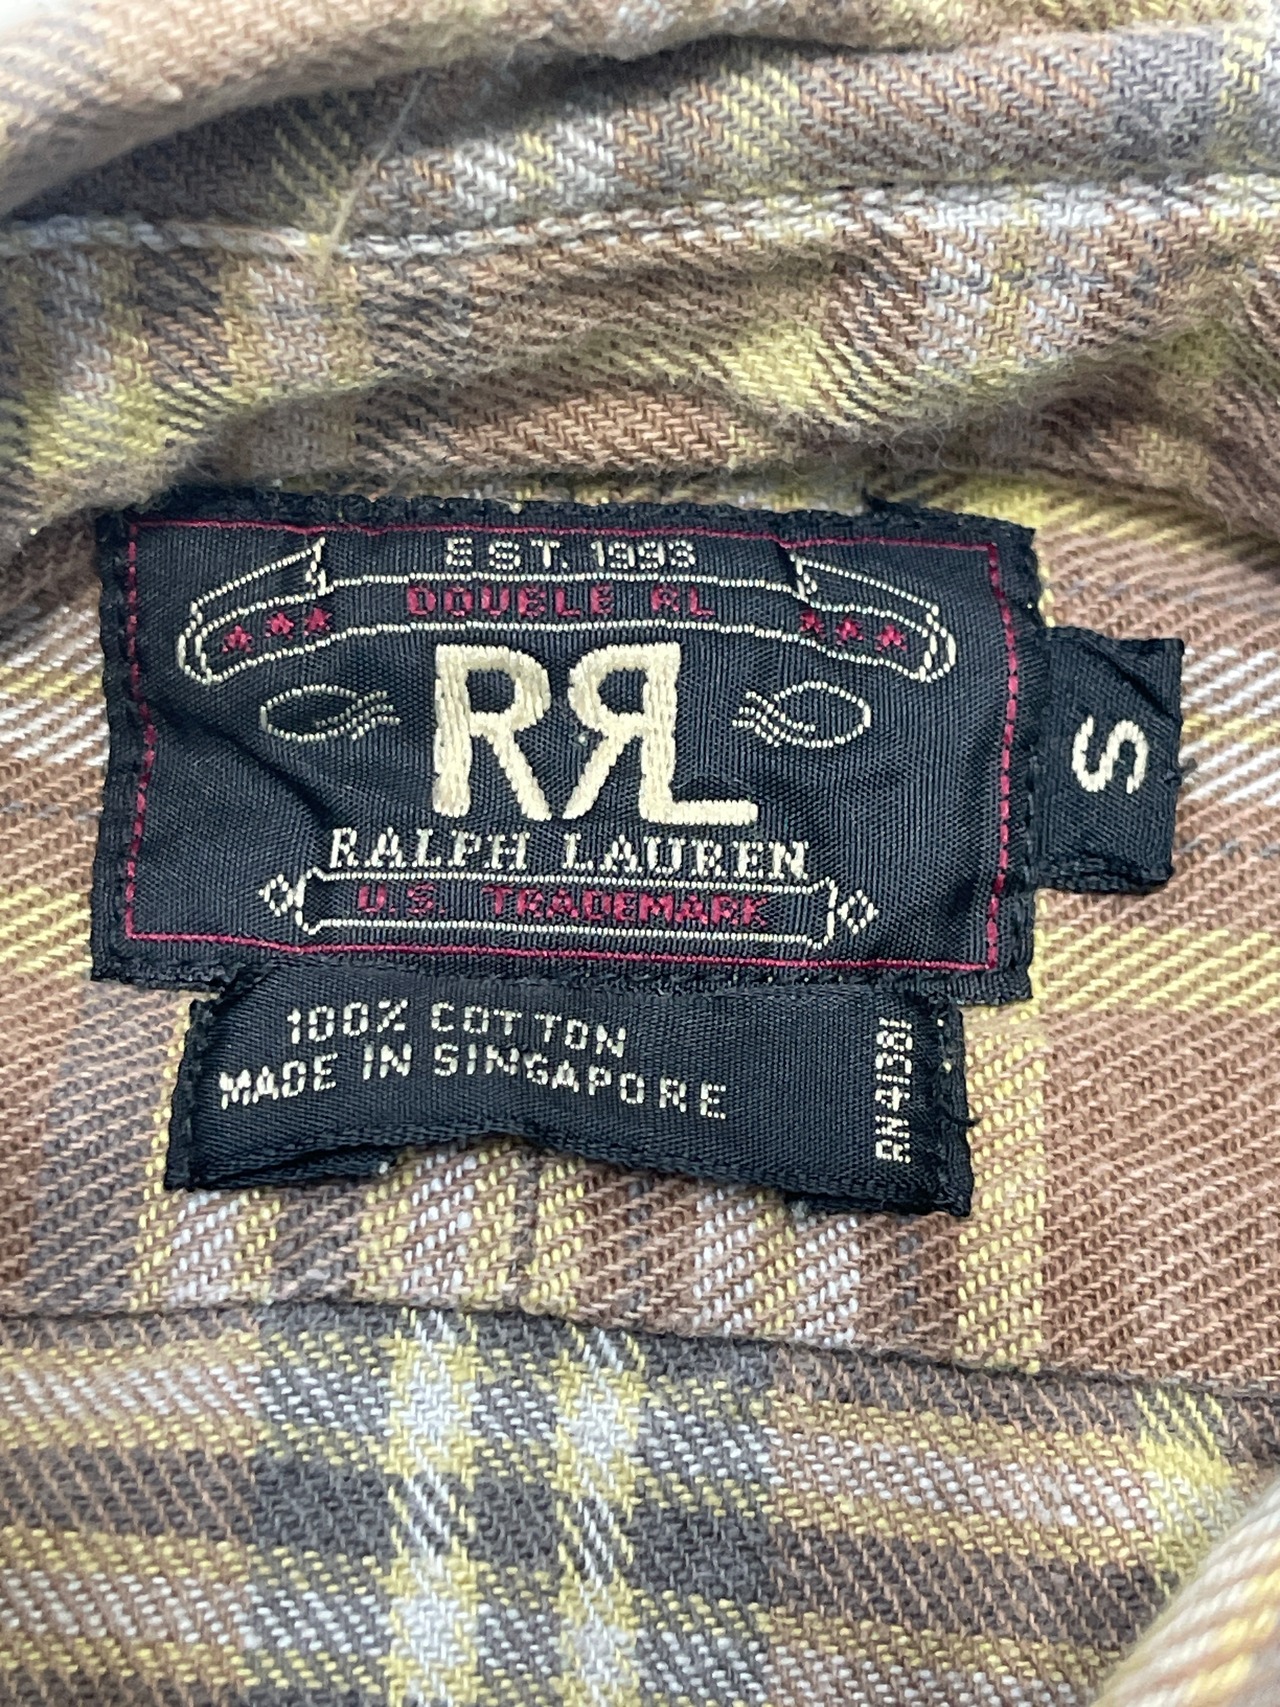 EST. 1993
DOUBLE RL
RRL
RALPH LAUREN
U.S. TRADEMARK
S
100% COTTON
MADE IN SINGAPORE
RN41381